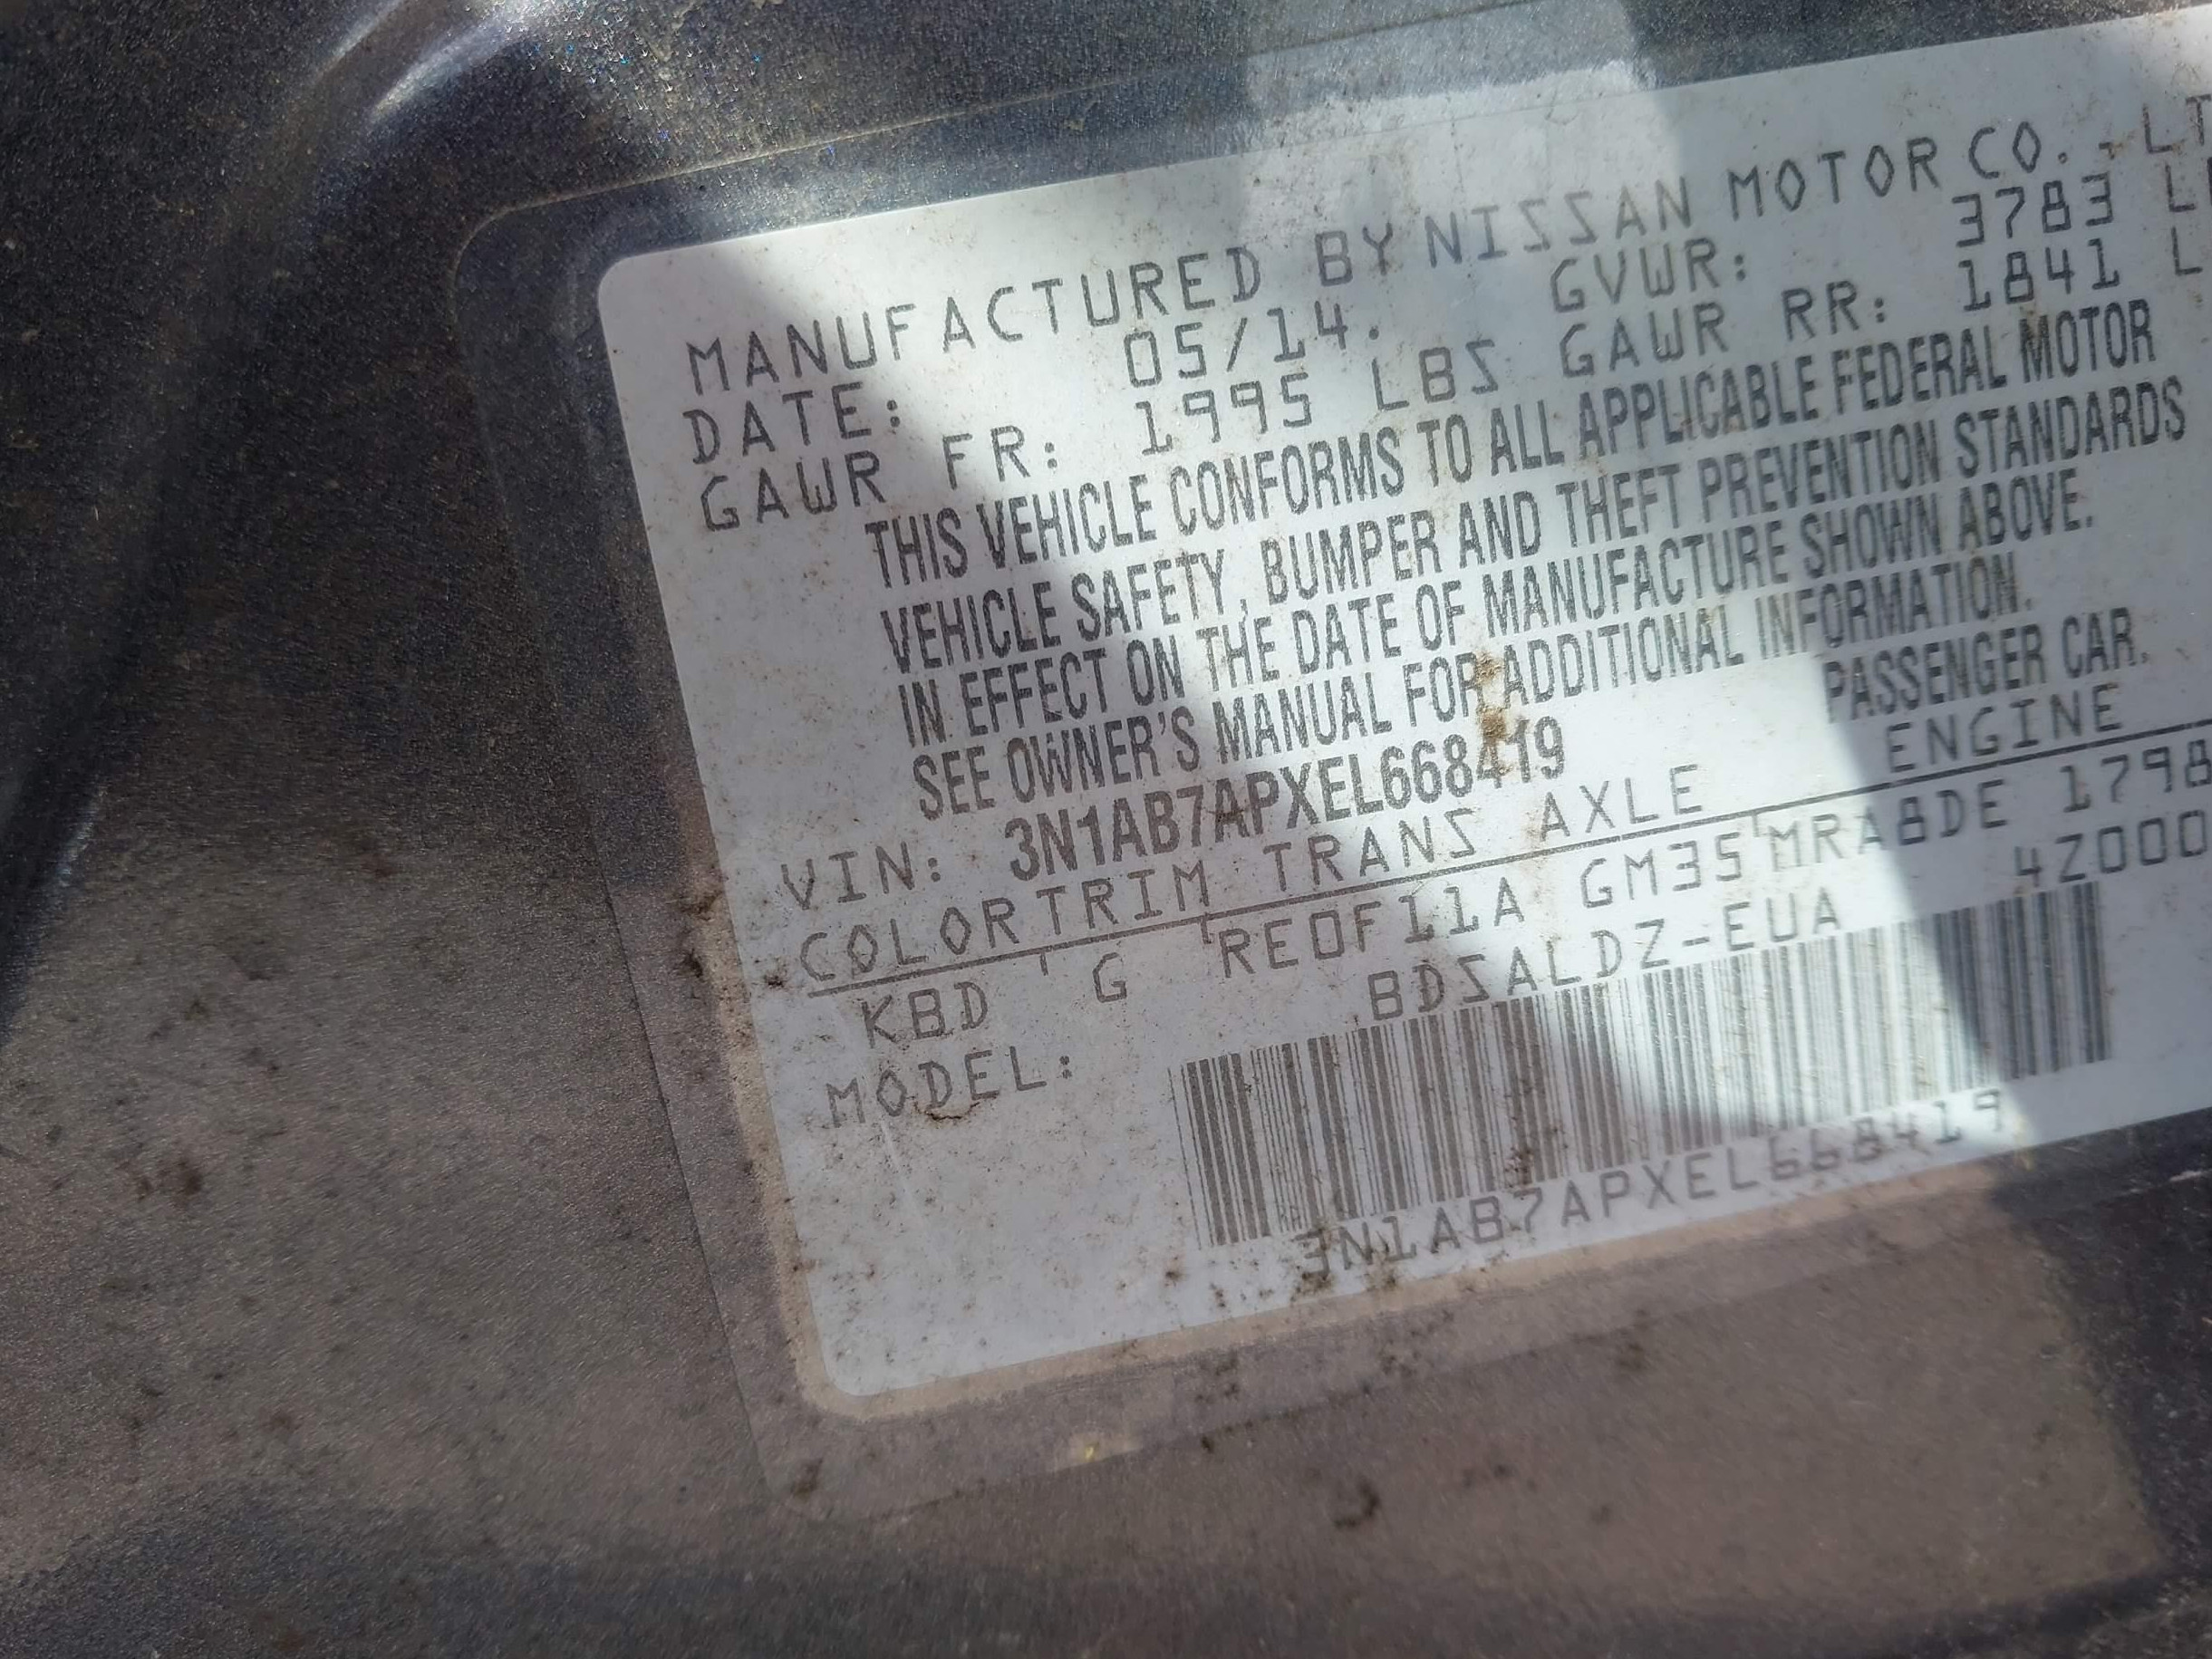 MANUFACTURED BY NISSAN MOTOR CO., LT
DATE: 05/14. GVWR: 3783 L
GAWR FR: 1995 LBS GAWR RR: 1841 L
THIS VEHICLE CONFORMS TO ALL APPLICABLE FEDERAL MOTOR
VEHICLE SAFETY, BUMPER AND THEFT PREVENTION STANDARDS
IN EFFECT ON THE DATE OF MANUFACTURE SHOWN ABOVE.
SEE OWNER'S MANUAL FOR ADDITIONAL INFORMATION.
VIN: 3N1AB7APXEL668419 PASSENGER CAR.
COLOR TRIM TRANS AXLE ENGINE
KBD G RE0F11A GM35 MRA8DE 1798
MODEL: BDSALDZ-EUA 4Z000
3N1AB7APXEL668419